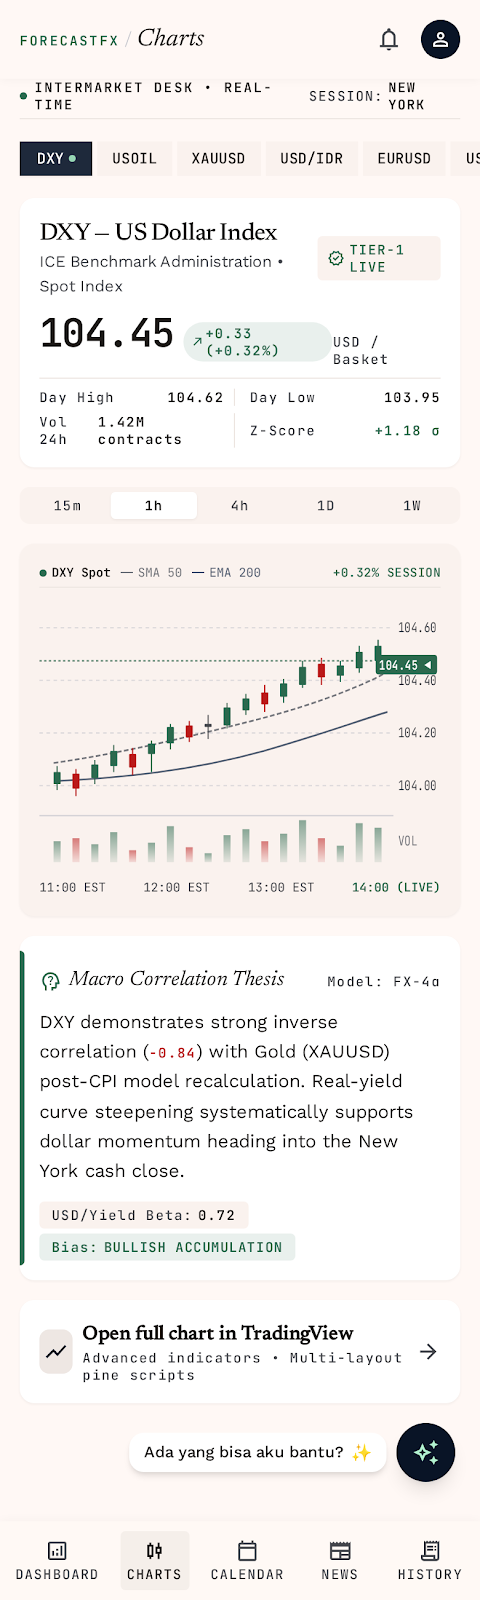 FORECASTFX / Charts
INTERMARKET DESK • REAL-TIME
SESSION: NEW YORK
DXY
USOIL
XAUUSD
USD/IDR
EURUSD
US
DXY — US Dollar Index
ICE Benchmark Administration •
Spot Index
TIER-1
LIVE
104.45
+0.33
(+0.32%)
USD /
Basket
Day High 104.62
Day Low 103.95
Vol 24h
1.42M contracts
Z-Score +1.18 σ
15m 1h 4h 1D 1W
DXY Spot — SMA 50 — EMA 200
+0.32% SESSION
104.60
104.45
104.40
104.20
104.00
VOL
11:00 EST 12:00 EST 13:00 EST 14:00 (LIVE)
Macro Correlation Thesis
Model: FX-4α
DXY demonstrates strong inverse
correlation (-0.84) with Gold (XAUUSD)
post-CPI model recalculation. Real-yield
curve steepening systematically supports
dollar momentum heading into the New
York cash close.
USD/Yield Beta: 0.72
Bias: BULLISH ACCUMULATION
Open full chart in TradingView
Advanced indicators • Multi-layout
pine scripts
Ada yang bisa aku bantu? ✨
DASHBOARD CHARTS CALENDAR NEWS HISTORY